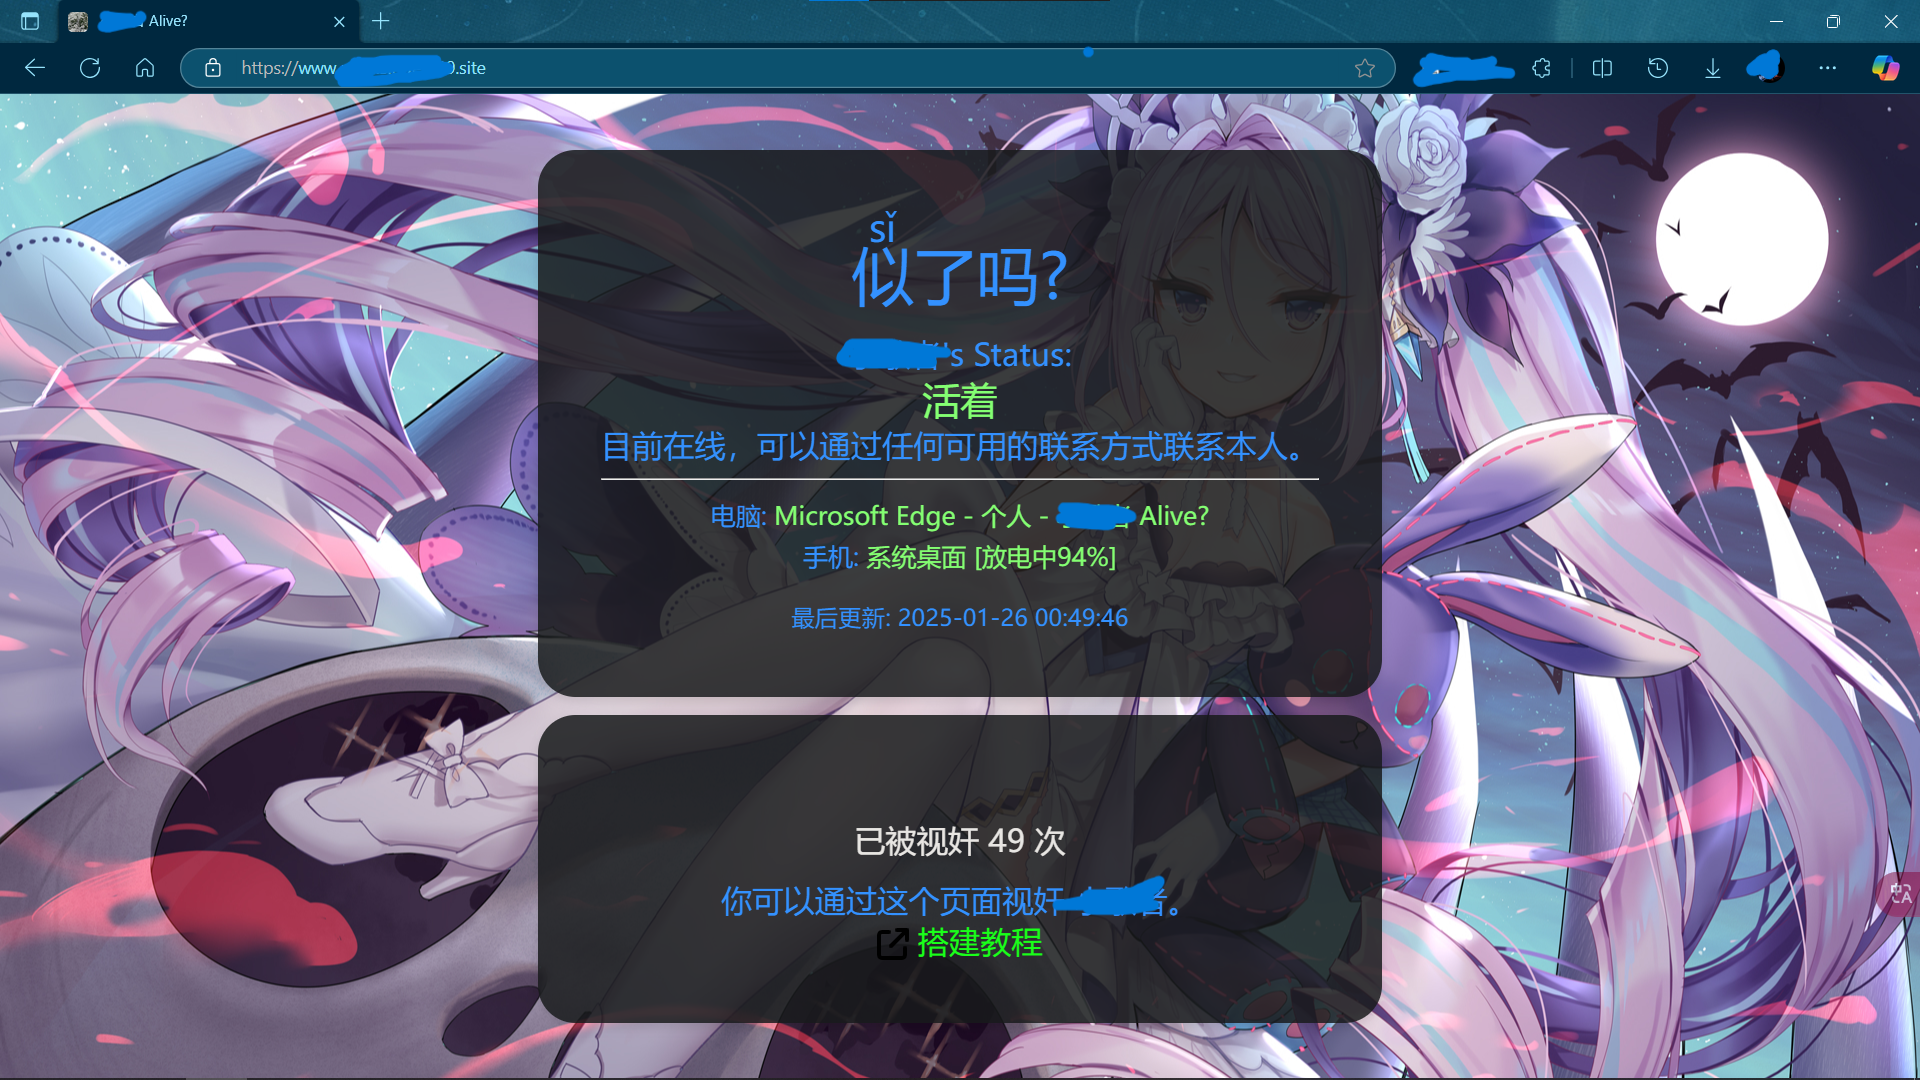 Alive?
https://www.
.site
sǐ
似了吗?
's Status:
活着
目前在线，可以通过任何可用的联系方式联系本人。
电脑: Microsoft Edge - 个人 - Alive?
手机: 系统桌面 [放电中94%]
最后更新: 2025-01-26 00:49:46
已被视奸 49 次
你可以通过这个页面视奸 。
搭建教程